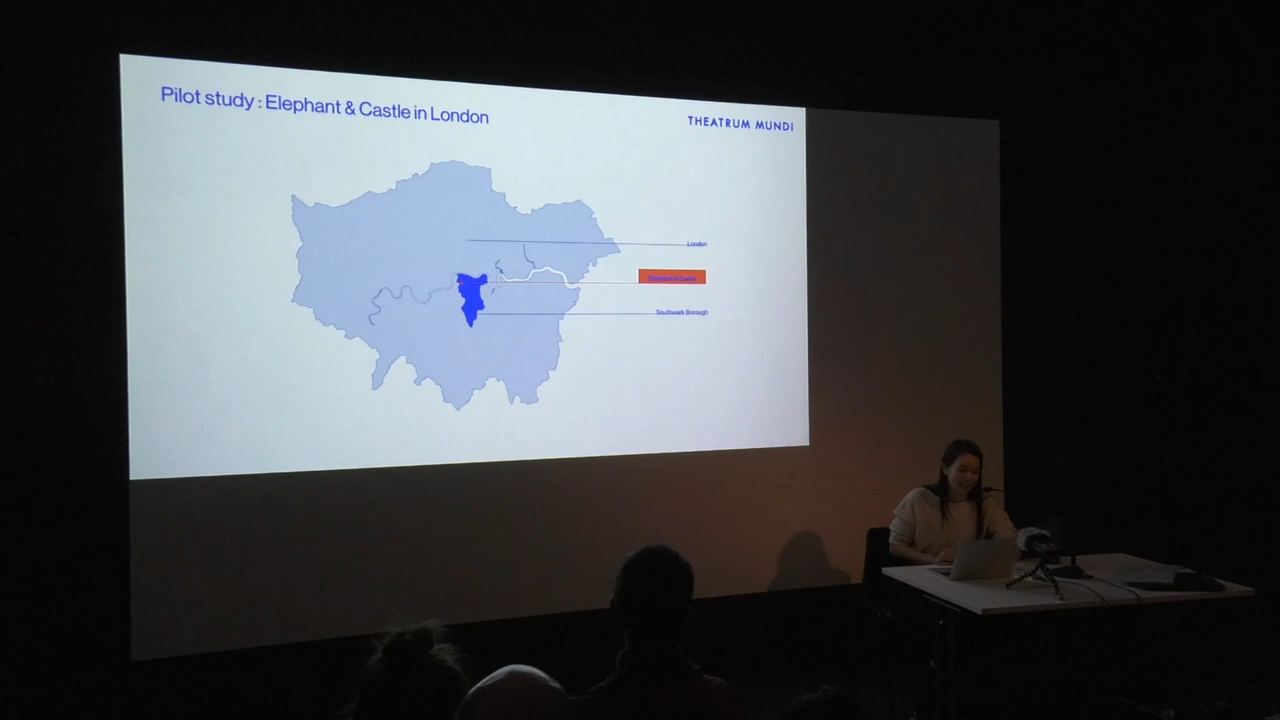 Pilot study : Elephant & Castle in London
THEATRUM MUNDI
London
Elephant & Castle
Southwark Borough